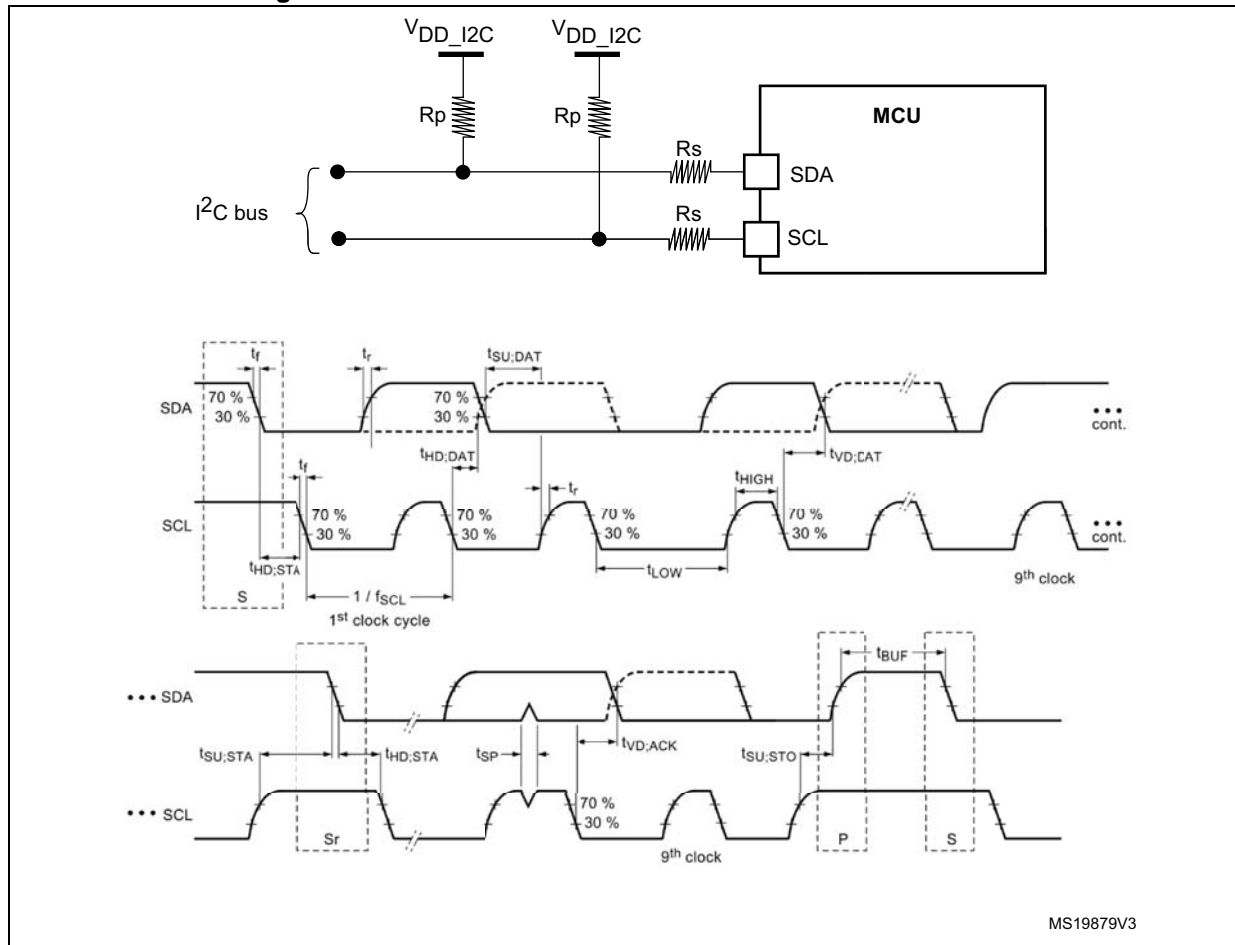 V DD_I2C V DD_I2C
Rp Rp
MCU
Rs
SDA
I2C bus
Rs
SCL
tf tr tSU;DAT
SDA 70 % 70 %
30 % 30 %
cont.
tHD;DAT tVD;DAT
tf tr tHIGH
SCL 70 % 70 % 70 % 70 %
30 % 30 % 30 % 30 %
cont.
tHD;STA tLOW 9th clock
S 1 / fSCL
1st clock cycle
tBUF
••• SDA
tSU;STA tHD;STA tSP tVD;ACK tSU;STO
70 %
••• SCL 30 %
Sr P S
9th clock
MS19879V3